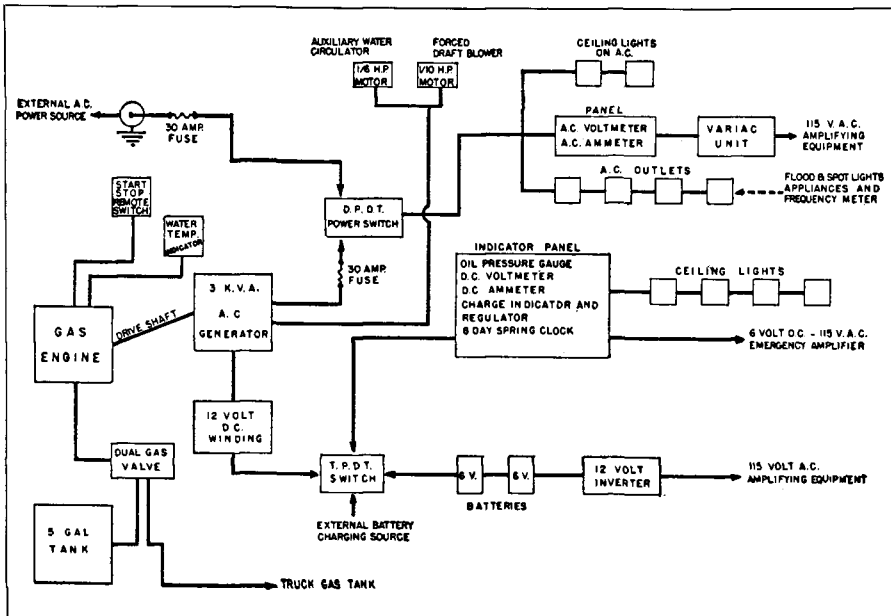 AUXILIARY WATER
CIRCULATOR
1/6 H.P.
MOTOR
FORCED
DRAFT BLOWER
1/10 H.P.
MOTOR
CEILING LIGHTS
ON A.C.
EXTERNAL A.C.
POWER SOURCE
30 AMP.
FUSE
PANEL
A.C. VOLTMETER
A.C. AMMETER
VARIAC
UNIT
115 V. A.C.
AMPLIFYING
EQUIPMENT
A.C. OUTLETS
FLOOD & SPOT LIGHTS
APPLIANCES AND
FREQUENCY METER
START
STOP
REMOTE
SWITCH
WATER
TEMP.
INDICATOR
D.P.D.T.
POWER SWITCH
30 AMP.
FUSE
INDICATOR PANEL
OIL PRESSURE GAUGE
D.C. VOLTMETER
D.C. AMMETER
CHARGE INDICATOR AND
REGULATOR
8 DAY SPRING CLOCK
CEILING LIGHTS
6 VOLT D.C. - 115 V. A.C.
EMERGENCY AMPLIFIER
GAS
ENGINE
DRIVE SHAFT
3 K.V.A.
A.C
GENERATOR
12 VOLT
D.C.
WINDING
DUAL GAS
VALVE
T.P.D.T.
SWITCH
EXTERNAL BATTERY
CHARGING SOURCE
6 V.
6 V.
BATTERIES
12 VOLT
INVERTER
115 VOLT A.C.
AMPLIFYING EQUIPMENT
5 GAL
TANK
TRUCK GAS TANK